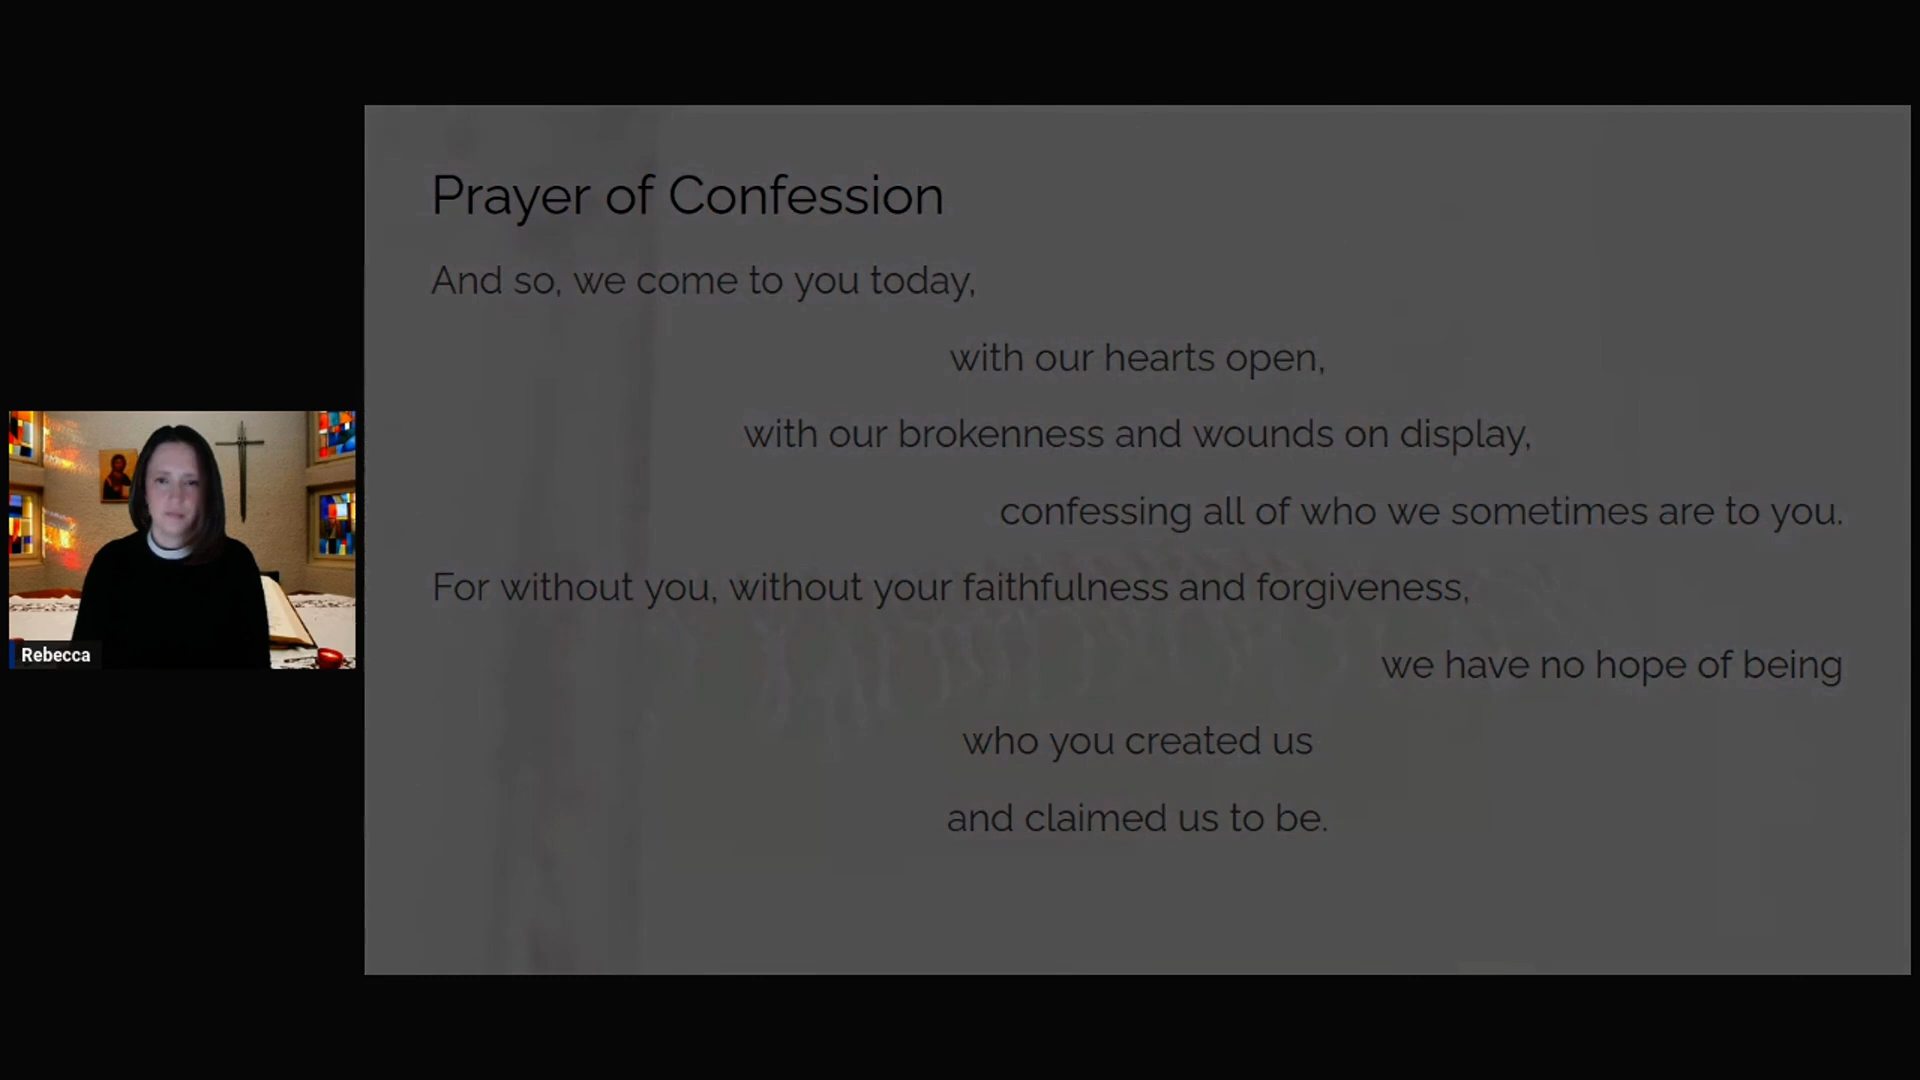 Prayer of Confession
And so, we come to you today,
with our hearts open,
with our brokenness and wounds on display,
confessing all of who we sometimes are to you.
For without you, without your faithfulness and forgiveness,
we have no hope of being
who you created us
and claimed us to be.
Rebecca